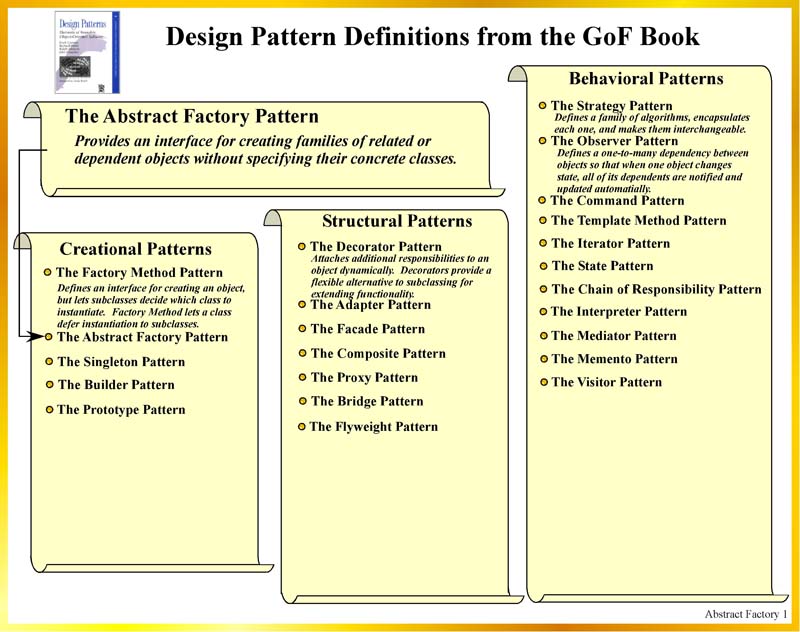 Design Patterns
Design Pattern Definitions from the GoF Book
The Abstract Factory Pattern
Provides an interface for creating families of related or
dependent objects without specifying their concrete classes.
Creational Patterns
The Factory Method Pattern
Defines an interface for creating an object,
but lets subclasses decide which class to
instantiate. Factory Method lets a class
defer instantiation to subclasses.
The Abstract Factory Pattern
The Singleton Pattern
The Builder Pattern
The Prototype Pattern
Structural Patterns
The Decorator Pattern
Attaches additional responsibilities to an
object dynamically. Decorators provide a
flexible alternative to subclassing for
extending functionality.
The Adapter Pattern
The Facade Pattern
The Composite Pattern
The Proxy Pattern
The Bridge Pattern
The Flyweight Pattern
Behavioral Patterns
The Strategy Pattern
Defines a family of algorithms, encapsulates
each one, and makes them interchangeable.
The Observer Pattern
Defines a one-to-many dependency between
objects so that when one object changes
state, all of its dependents are notified and
updated automatially.
The Command Pattern
The Template Method Pattern
The Iterator Pattern
The State Pattern
The Chain of Responsibility Pattern
The Interpreter Pattern
The Mediator Pattern
The Memento Pattern
The Visitor Pattern
Abstract Factory 1